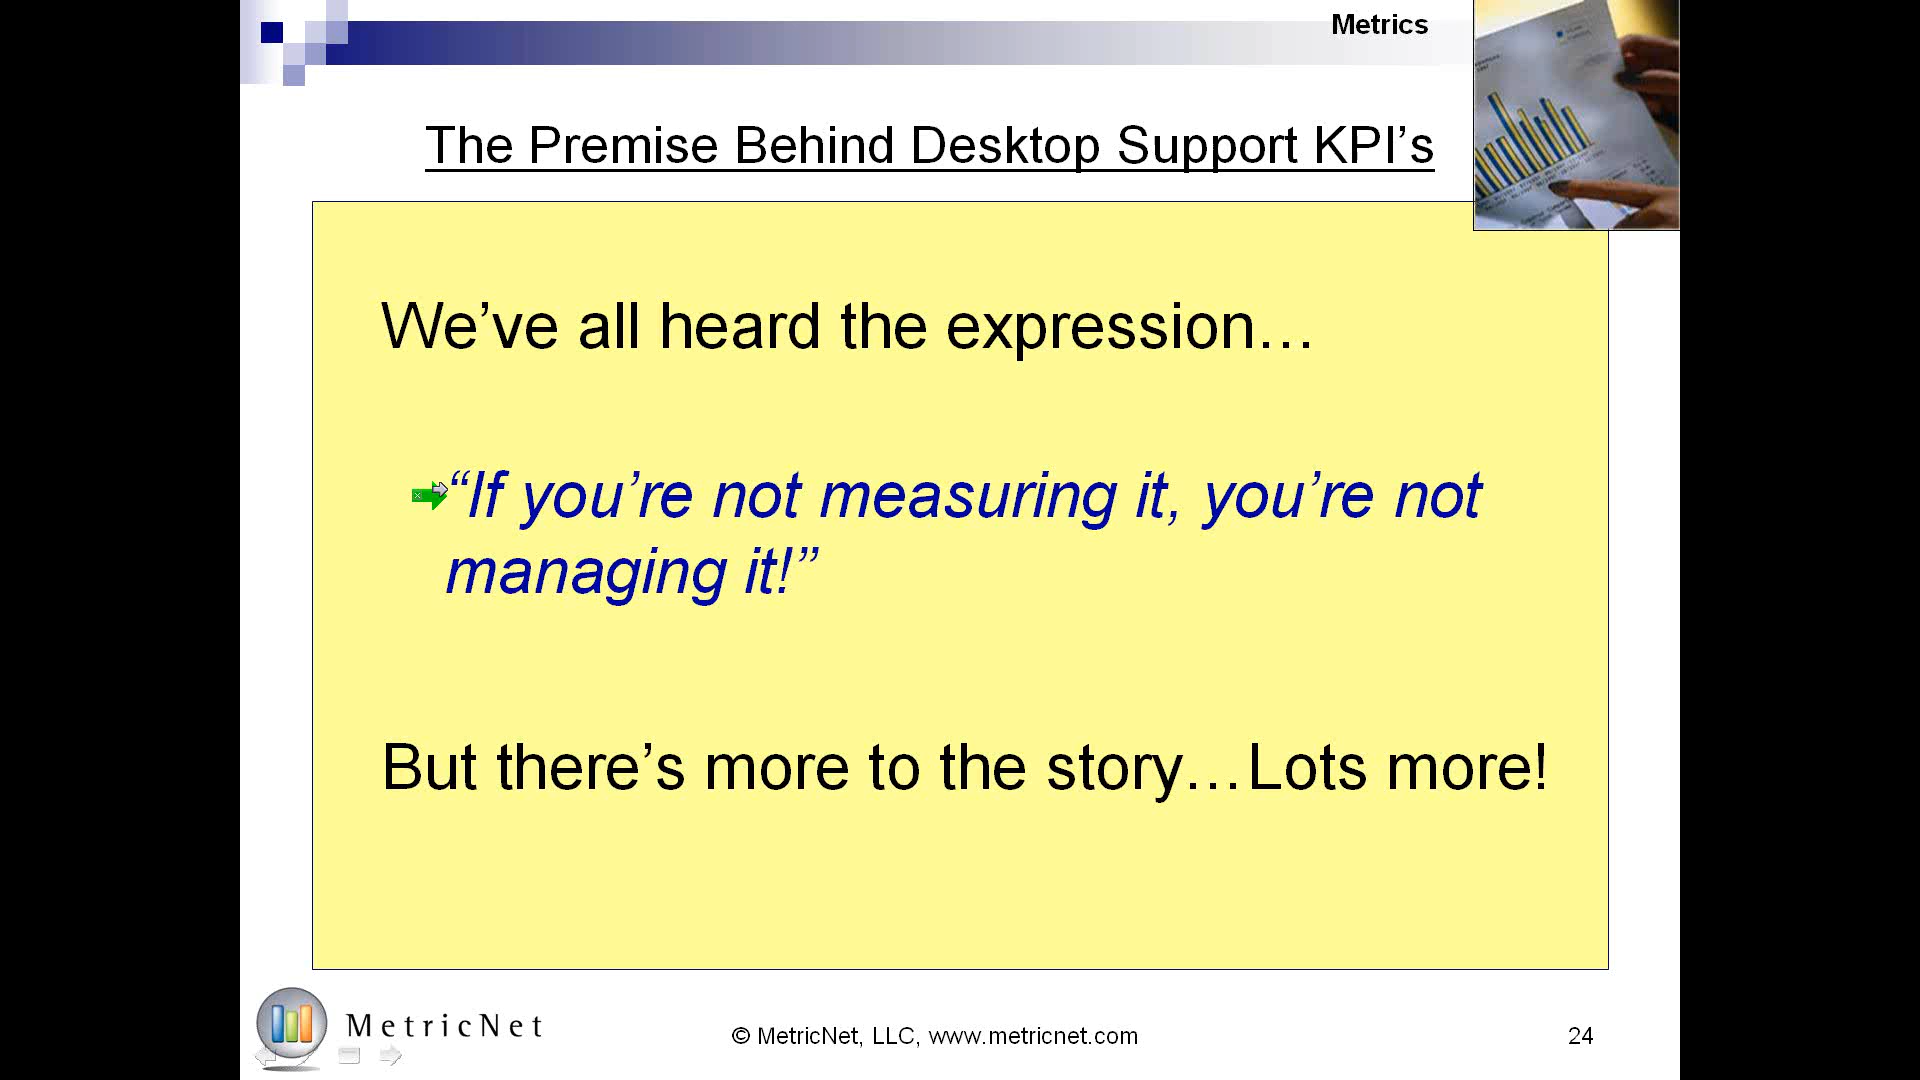 Metrics
The Premise Behind Desktop Support KPI’s
We’ve all heard the expression…
“If you’re not measuring it, you’re not
managing it!”
But there’s more to the story…Lots more!
MetricNet
© MetricNet, LLC, www.metricnet.com
24